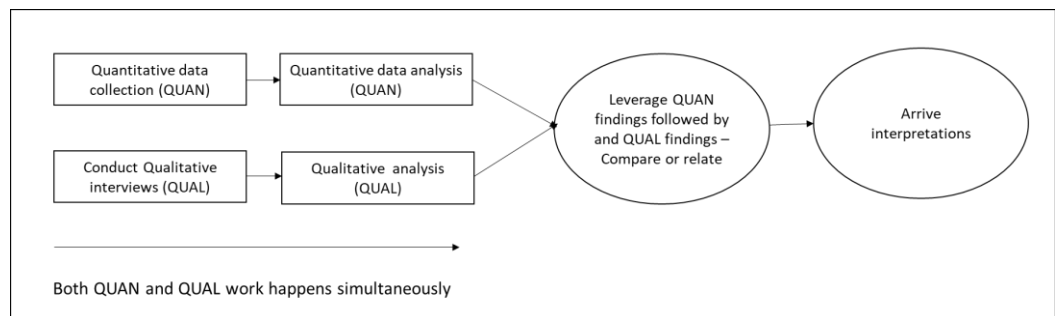 Quantitative data
collection (QUAN)
Quantitative data analysis
(QUAN)
Conduct Qualitative
interviews (QUAL)
Qualitative analysis
(QUAL)
Leverage QUAN
findings followed by
and QUAL findings –
Compare or relate
Arrive
interpretations
Both QUAN and QUAL work happens simultaneously